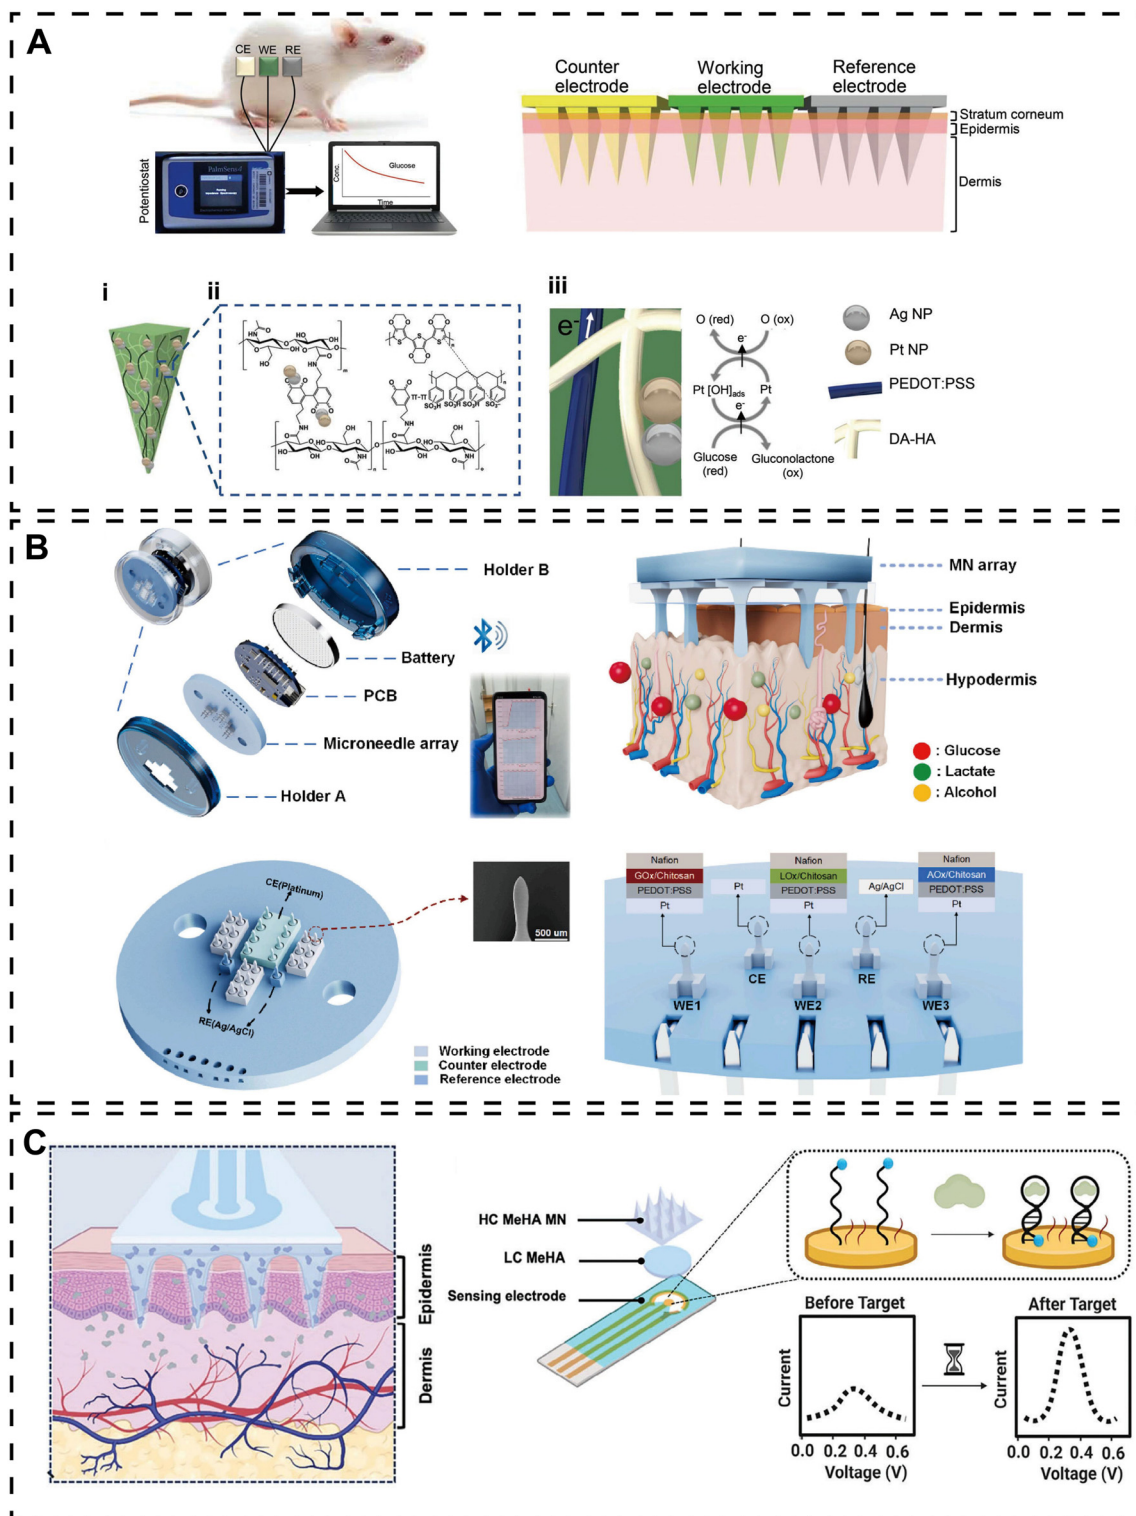 A
CE WE RE
Potentiostat
PalmSens4
Conc.
Glucose
Time
Counter
electrode
Working
electrode
Reference
electrode
Stratum corneum
Epidermis
Dermis
i
ii
iii
e-
O (red)
O (ox)
e-
Pt [OH]ads
Pt
e-
Glucose
(red)
Gluconolactone
(ox)
Ag NP
Pt NP
PEDOT:PSS
DA-HA
B
Holder B
Battery
PCB
Microneedle array
Holder A
MN array
Epidermis
Dermis
Hypodermis
: Glucose
: Lactate
: Alcohol
CE(Platinum)
RE(Ag/AgCl)
500 um
Working electrode
Counter electrode
Reference electrode
Nafion
GOx/Chitosan
PEDOT:PSS
Pt
Pt
Nafion
LOx/Chitosan
PEDOT:PSS
Pt
Ag/AgCl
Nafion
AOx/Chitosan
PEDOT:PSS
Pt
CE
RE
WE1
WE2
WE3
C
Epidermis
Dermis
HC MeHA MN
LC MeHA
Sensing electrode
Before Target
Current
0.0 0.2 0.4 0.6
Voltage (V)
After Target
Current
0.0 0.2 0.4 0.6
Voltage (V)